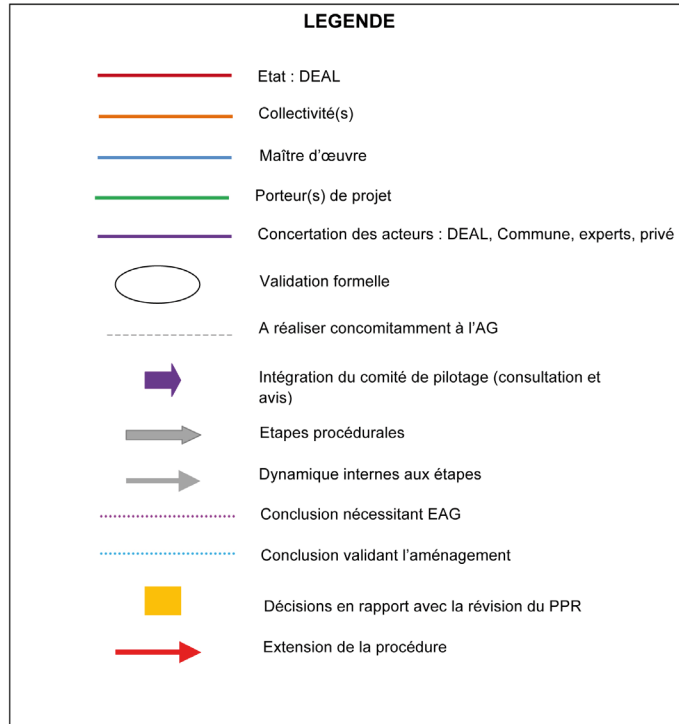 LEGENDE
Etat : DEAL
Collectivité(s)
Maître d'œuvre
Porteur(s) de projet
Concertation des acteurs : DEAL, Commune, experts, privé
Validation formelle
A réaliser concomitamment à l'AG
Intégration du comité de pilotage (consultation et
avis)
Etapes procédurales
Dynamique internes aux étapes
Conclusion nécessitant EAG
Conclusion validant l'aménagement
Décisions en rapport avec la révision du PPR
Extension de la procédure